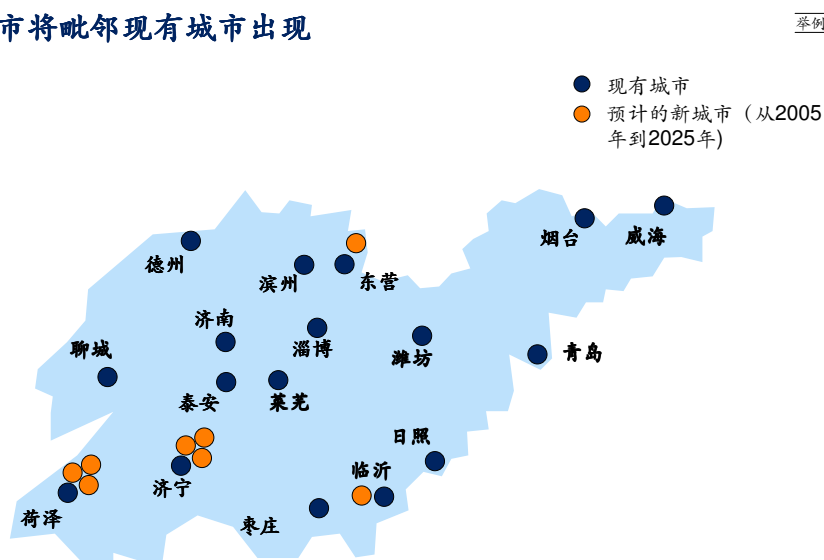 市将毗邻现有城市出现
举例
现有城市
预计的新城市（从2005
年到2025年)
烟台
威海
德州
滨州
东营
济南
淄博
聊城
潍坊
青岛
泰安
莱芜
日照
临沂
济宁
荷泽
枣庄